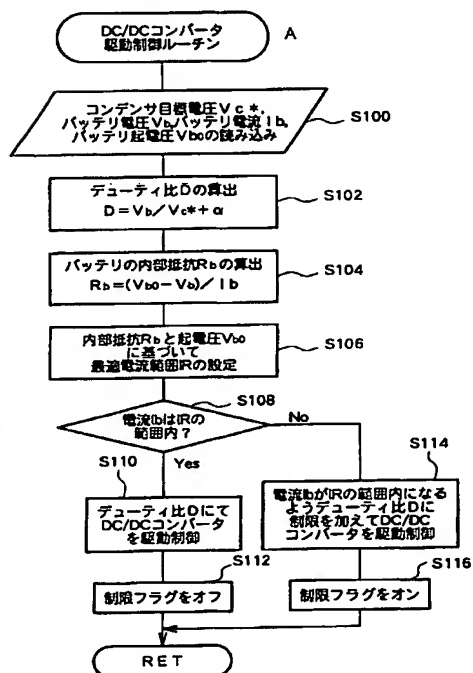 DC/DCコンバータ
駆動制御ルーチン
A
コンデンサ目標電圧Vc*,
バッテリ電圧Vb,バッテリ電流Ib,
バッテリ起電圧Vboの読み込み
S100
デューティ比Dの算出
D=Vb/Vc*+α
S102
バッテリの内部抵抗Rbの算出
Rb=(Vbo−Vb)/Ib
S104
内部抵抗Rbと起電圧Vbo
に基づいて
最適電流範囲IRの設定
S106
S108
電流IbはIRの
範囲内?
No
Yes
S110
デューティ比Dにて
DC/DCコンバータ
を駆動制御
S114
電流IbがIRの範囲内になる
ようデューティ比Dに
制限を加えてDC/DC
コンバータを駆動制御
S112
制限フラグをオフ
S116
制限フラグをオン
RET